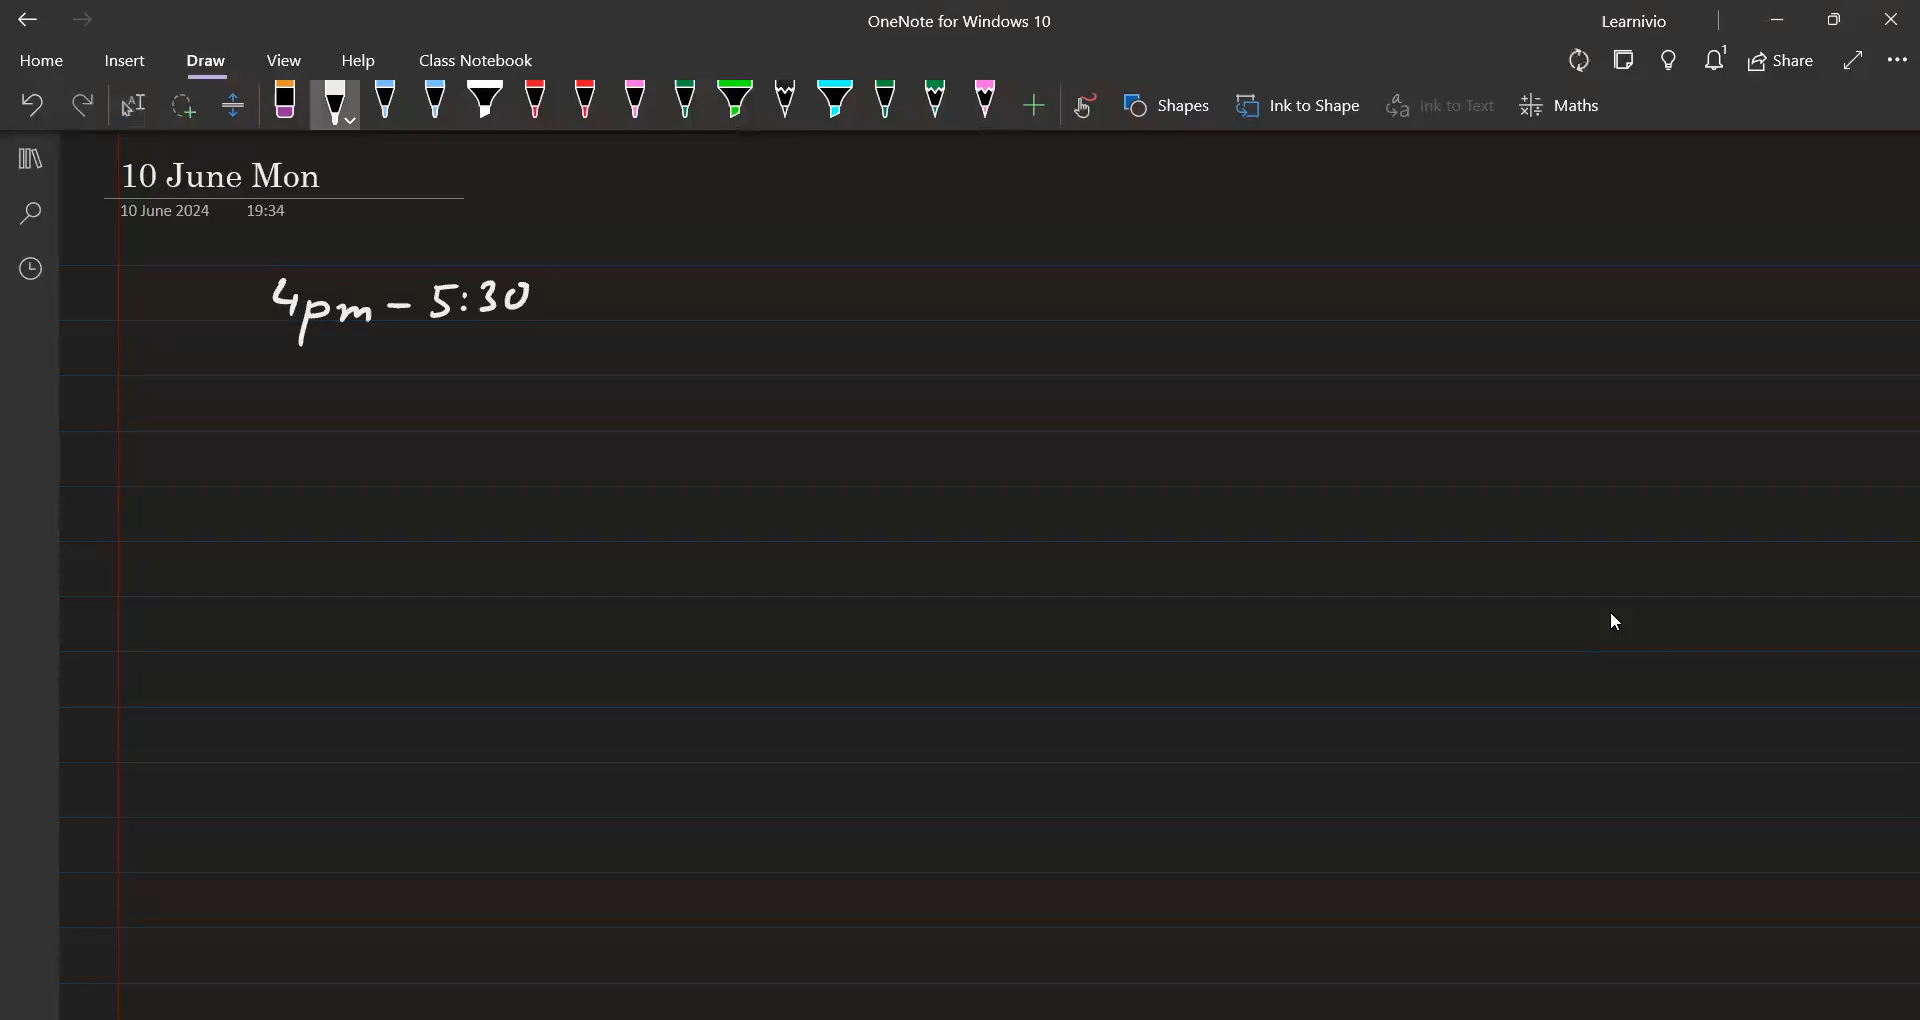 OneNote for Windows 10
Learnivio
Home Insert Draw View Help Class Notebook
1 Share
Shapes Ink to Shape Ink to Text Maths
10 June Mon
10 June 2024 19:34
4pm - 5:30